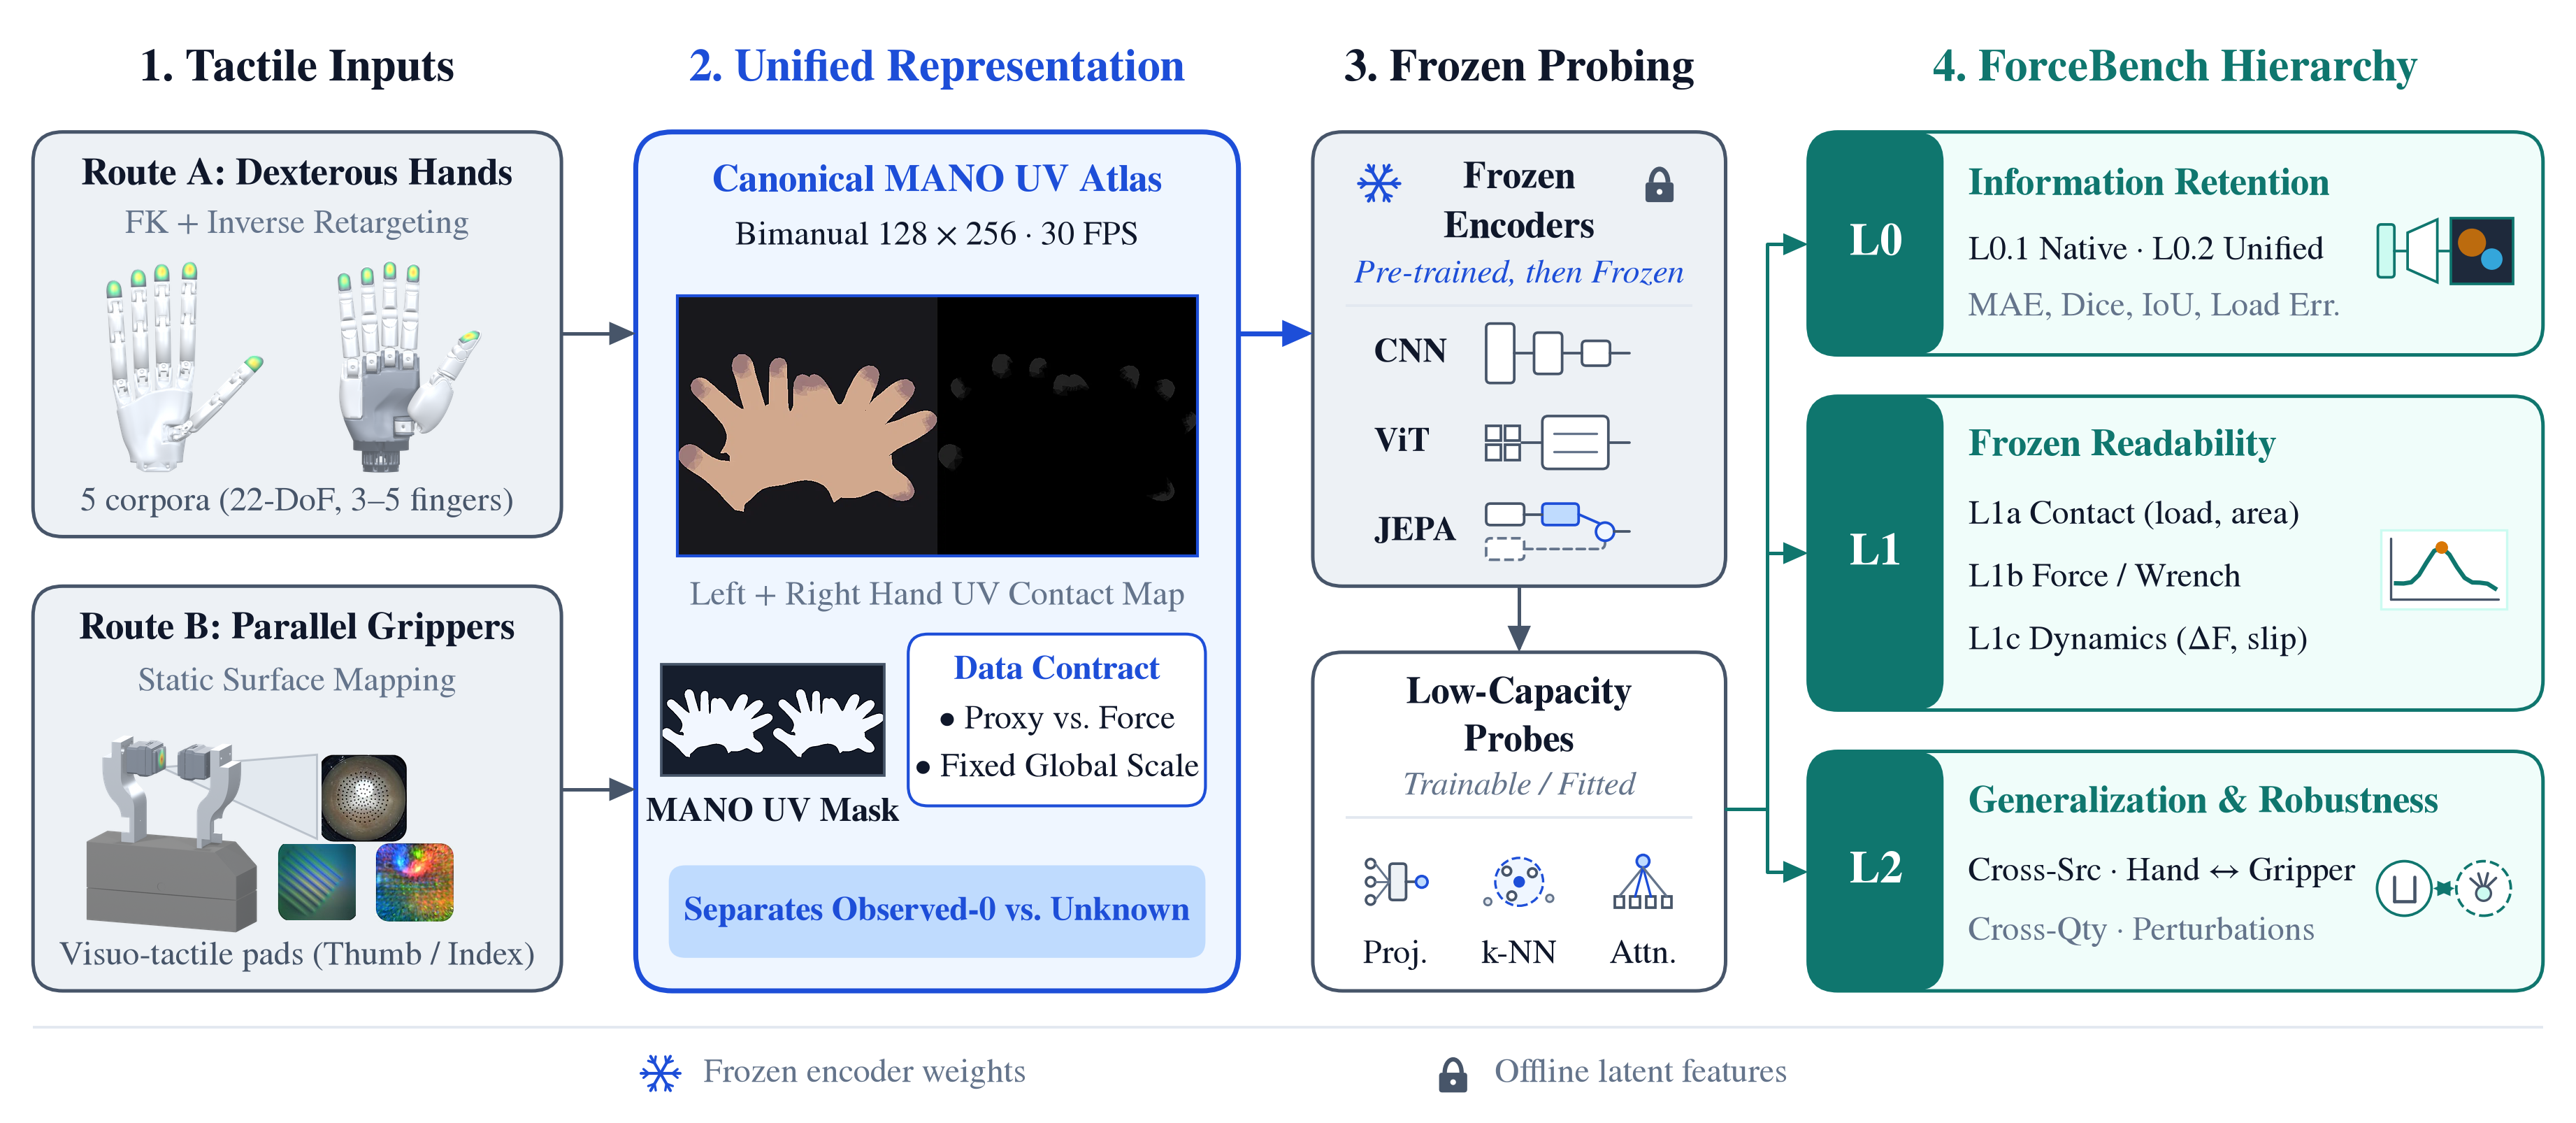 1. Tactile Inputs
Route A: Dexterous Hands
FK + Inverse Retargeting
5 corpora (22-DoF, 3–5 fingers)
Route B: Parallel Grippers
Static Surface Mapping
Visuo-tactile pads (Thumb / Index)
2. Unified Representation
Canonical MANO UV Atlas
Bimanual 128 × 256 · 30 FPS
Left + Right Hand UV Contact Map
MANO UV Mask
Data Contract
• Proxy vs. Force
• Fixed Global Scale
Separates Observed-0 vs. Unknown
3. Frozen Probing
Frozen
Encoders
Pre-trained, then Frozen
CNN
ViT
JEPA
Low-Capacity
Probes
Trainable / Fitted
Proj.
k-NN
Attn.
4. ForceBench Hierarchy
L0
Information Retention
L0.1 Native · L0.2 Unified
MAE, Dice, IoU, Load Err.
L1
Frozen Readability
L1a Contact (load, area)
L1b Force / Wrench
L1c Dynamics (ΔF, slip)
L2
Generalization & Robustness
Cross-Src · Hand ↔ Gripper
Cross-Qty · Perturbations
Frozen encoder weights
Offline latent features